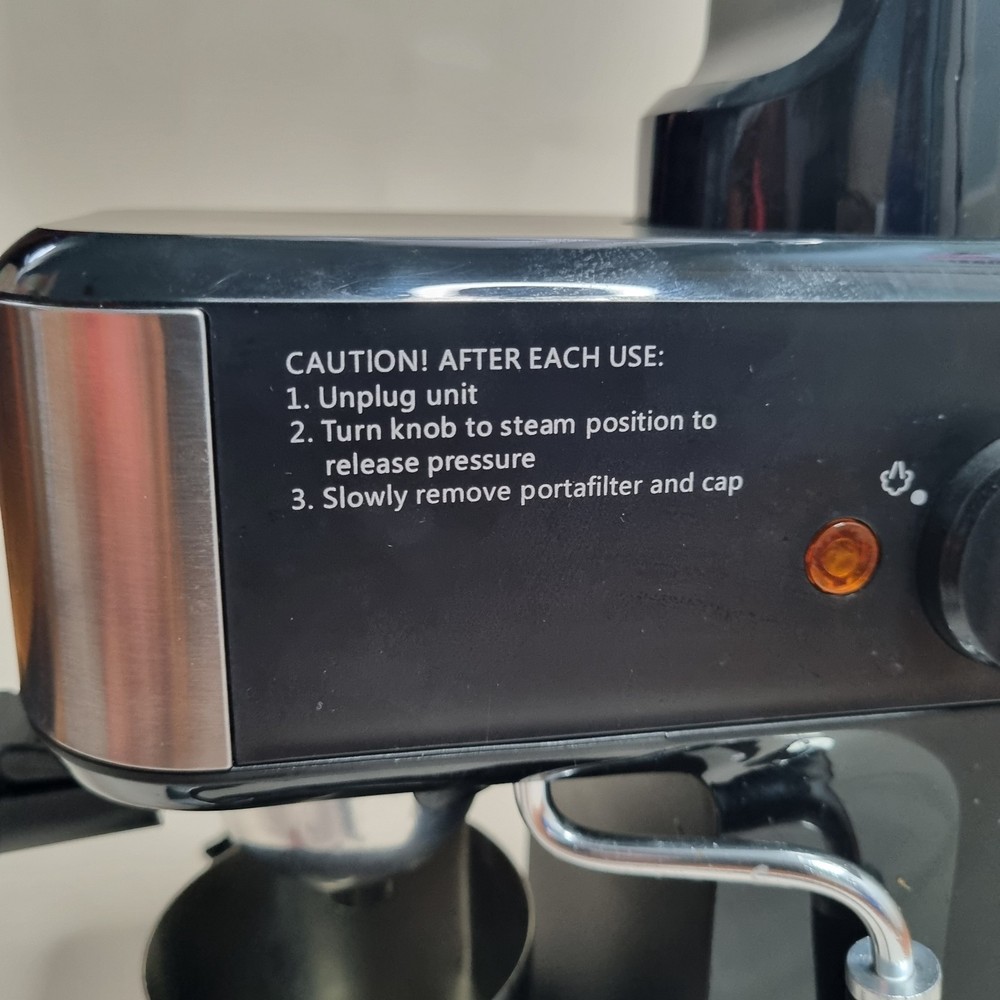 CAUTION! AFTER EACH USE:
1. Unplug unit
2. Turn knob to steam position to
release pressure
3. Slowly remove portafilter and cap